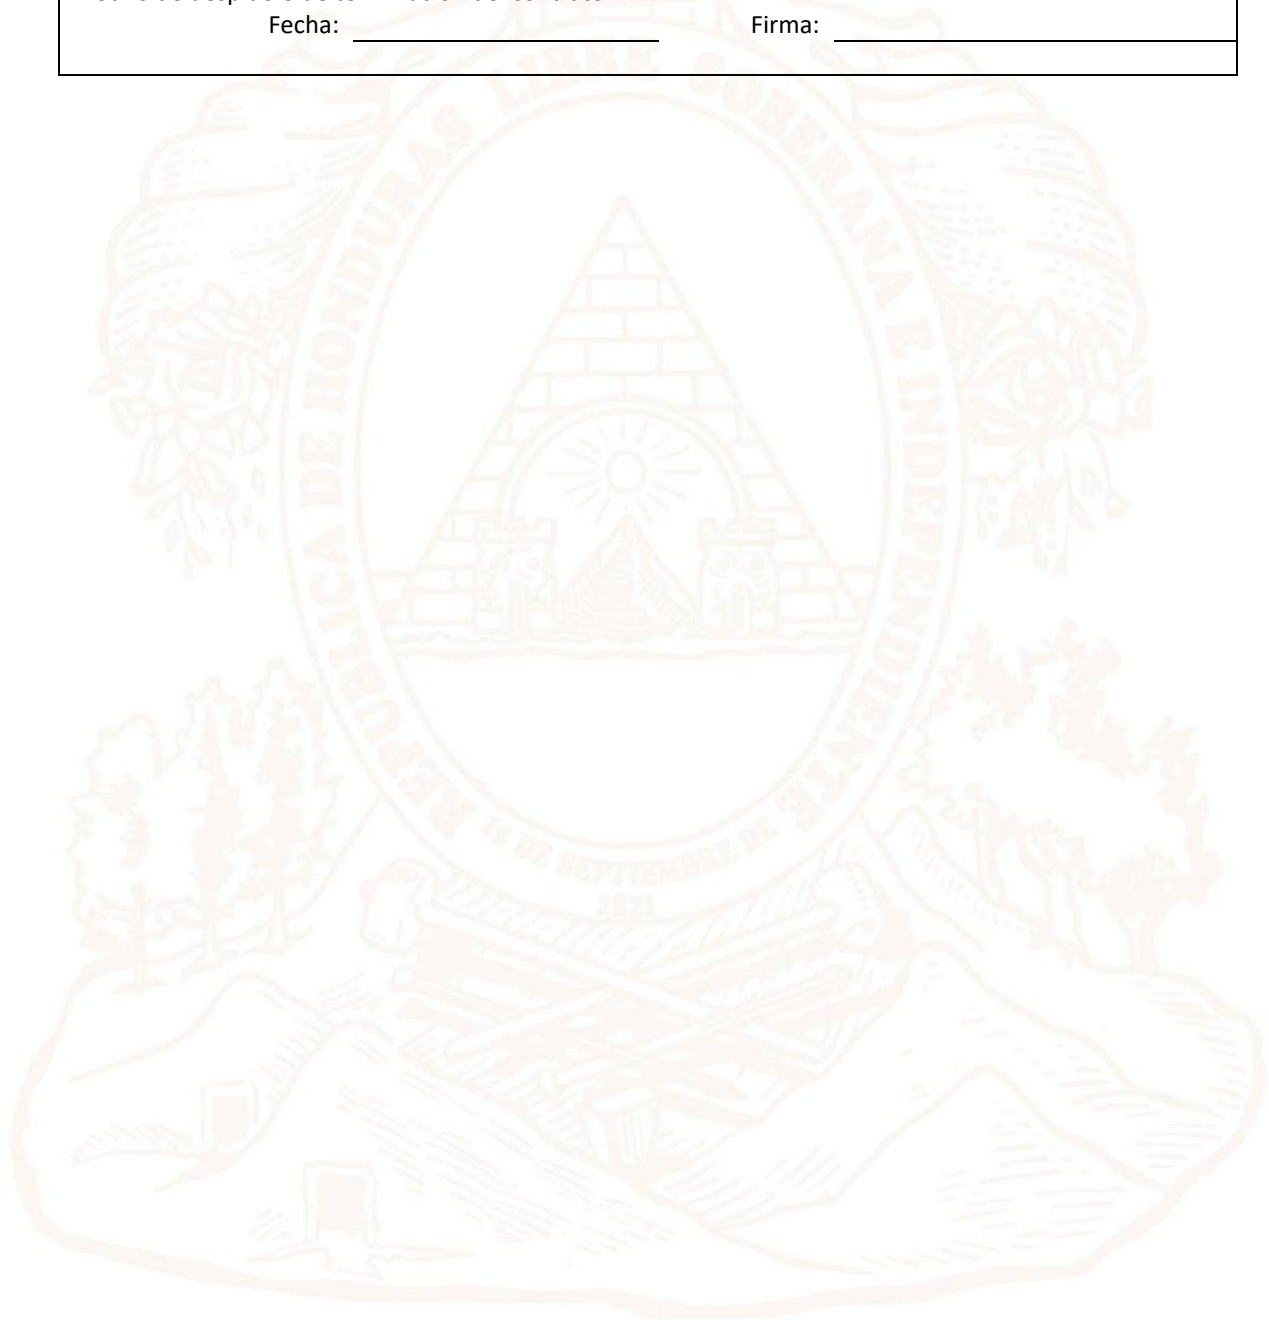 Fecha: Firma:
LIBRE SOBERANA E INDEPENDIENTE
REPUBLICA DE HONDURAS
15 DE SEPTIEMBRE DE
1821